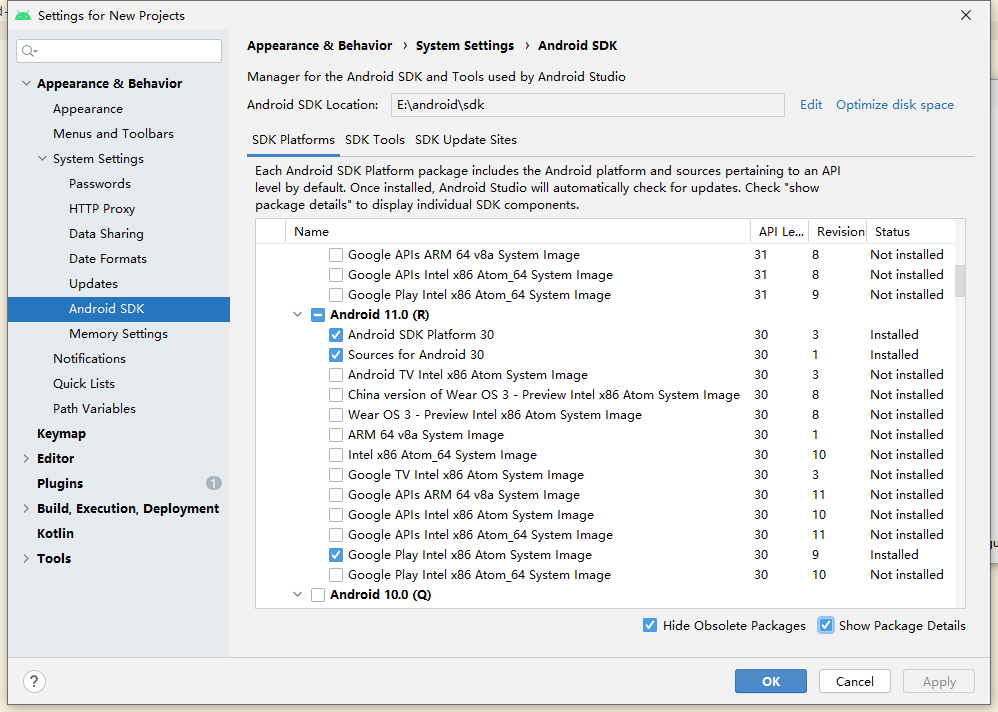 Settings for New Projects
Appearance & Behavior
Appearance
Menus and Toolbars
System Settings
Passwords
HTTP Proxy
Data Sharing
Date Formats
Updates
Android SDK
Memory Settings
Notifications
Quick Lists
Path Variables
Keymap
Editor
Plugins 1
Build, Execution, Deployment
Kotlin
Tools
Appearance & Behavior › System Settings › Android SDK
Manager for the Android SDK and Tools used by Android Studio
Android SDK Location: E:\android\sdk Edit Optimize disk space
SDK Platforms SDK Tools SDK Update Sites
Each Android SDK Platform package includes the Android platform and sources pertaining to an API
level by default. Once installed, Android Studio will automatically check for updates. Check "show
package details" to display individual SDK components.
Name API Le... Revision Status
Google APIs ARM 64 v8a System Image 31 8 Not installed
Google APIs Intel x86 Atom_64 System Image 31 8 Not installed
Google Play Intel x86 Atom_64 System Image 31 9 Not installed
Android 11.0 (R)
Android SDK Platform 30 30 3 Installed
Sources for Android 30 30 1 Installed
Android TV Intel x86 Atom System Image 30 3 Not installed
China version of Wear OS 3 - Preview Intel x86 Atom System Image 30 8 Not installed
Wear OS 3 - Preview Intel x86 Atom System Image 30 8 Not installed
ARM 64 v8a System Image 30 1 Not installed
Intel x86 Atom_64 System Image 30 10 Not installed
Google TV Intel x86 Atom System Image 30 3 Not installed
Google APIs ARM 64 v8a System Image 30 11 Not installed
Google APIs Intel x86 Atom System Image 30 10 Not installed
Google APIs Intel x86 Atom_64 System Image 30 11 Not installed
Google Play Intel x86 Atom System Image 30 9 Installed
Google Play Intel x86 Atom_64 System Image 30 10 Not installed
Android 10.0 (Q)
Hide Obsolete Packages Show Package Details
? OK Cancel Apply